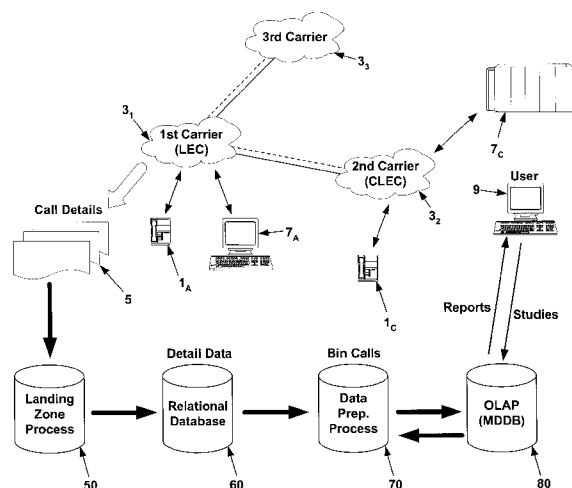 3rd Carrier
3₃
3₁
1st Carrier
(LEC)
7C
2nd Carrier
(CLEC)
User
9
3₂
Call Details
7A
5
1A
1C
Reports
Studies
Detail Data
Bin Calls
Landing
Zone
Process
Relational
Database
Data
Prep.
Process
OLAP
(MDDB)
50
60
70
80